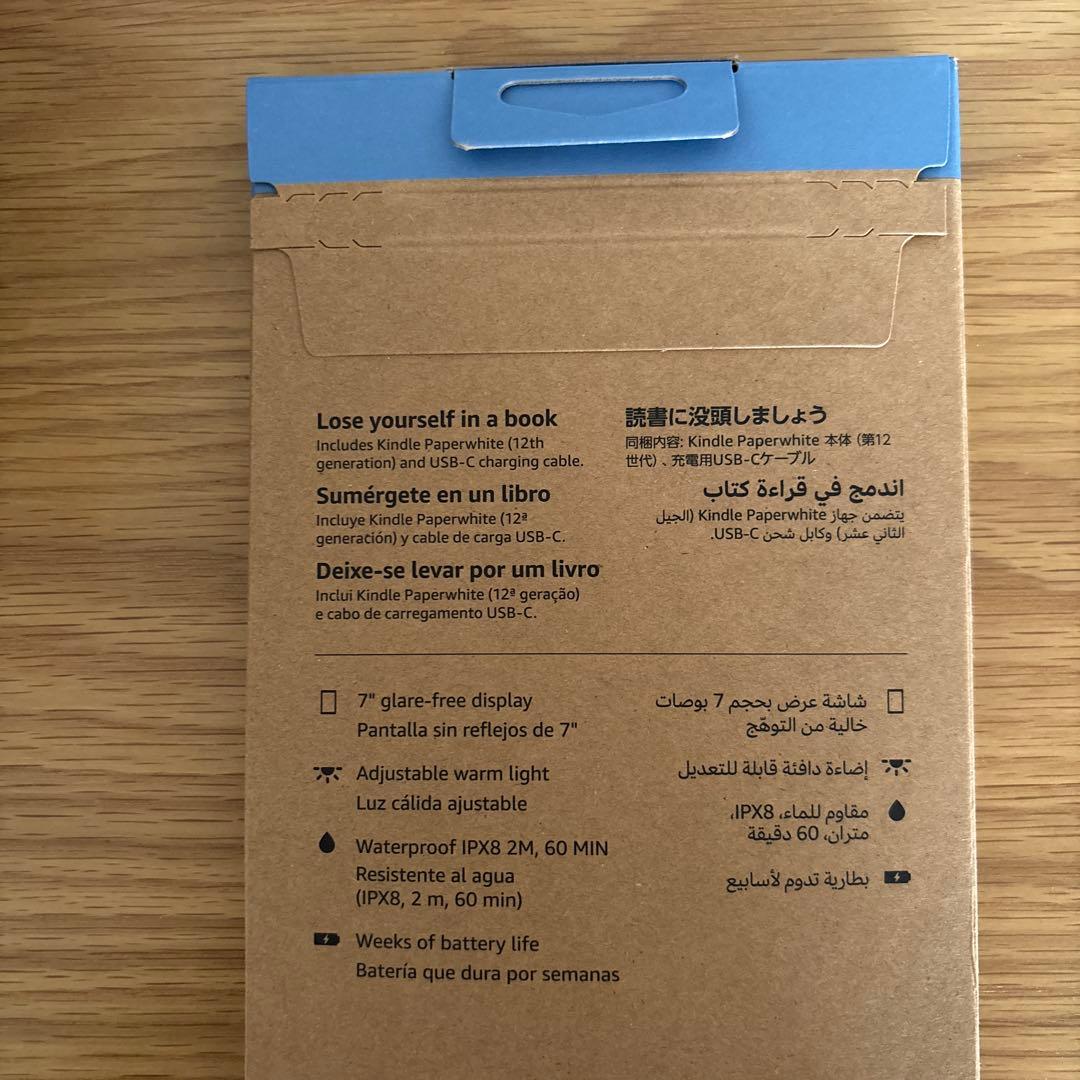 Lose yourself in a book
Includes Kindle Paperwhite (12th
generation) and USB-C charging cable.
Sumérgete en un libro
Incluye Kindle Paperwhite (12ª
generación) y cable de carga USB-C.
Deixe-se levar por um livro
Inclui Kindle Paperwhite (12ª geração)
e cabo de carregamento USB-C.
読書に没頭しましょう
同梱内容: Kindle Paperwhite 本体 (第12
世代) 、充電用USB-Cケーブル
اندمج في قراءة كتاب
يتضمن جهاز Kindle Paperwhite (الجيل
الثاني عشر) وكابل شحن USB-C.
7" glare-free display
Pantalla sin reflejos de 7"
Adjustable warm light
Luz cálida ajustable
Waterproof IPX8 2M, 60 MIN
Resistente al agua
(IPX8, 2 m, 60 min)
Weeks of battery life
Batería que dura por semanas
شاشة عرض بحجم 7 بوصات
خالية من التوهّج
إضاءة دافئة قابلة للتعديل
مقاوم للماء، IPX8،
متران، 60 دقيقة
بطارية تدوم لأسابيع